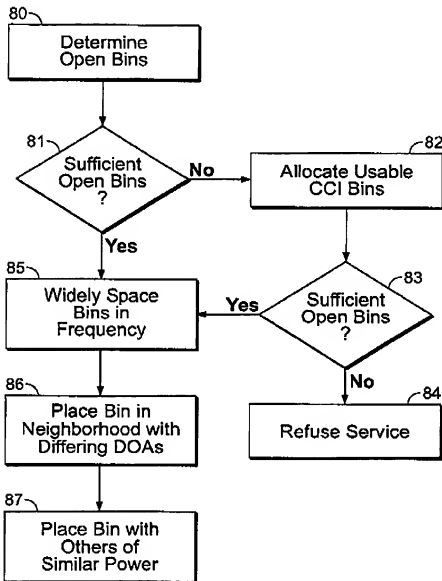 80
Determine
Open Bins
81
Sufficient
Open Bins
?
No
Yes
82
Allocate Usable
CCI Bins
83
Sufficient
Open Bins
?
Yes
No
84
Refuse Service
85
Widely Space
Bins in
Frequency
86
Place Bin in
Neighborhood with
Differing DOAs
87
Place Bin with
Others of
Similar Power